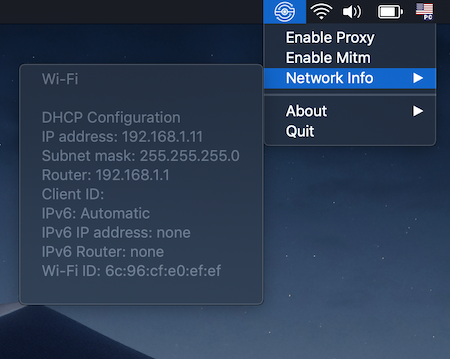 PC
Enable Proxy
Enable Mitm
Network Info
About
Quit
Wi-Fi
DHCP Configuration
IP address: 192.168.1.11
Subnet mask: 255.255.255.0
Router: 192.168.1.1
Client ID:
IPv6: Automatic
IPv6 IP address: none
IPv6 Router: none
Wi-Fi ID: 6c:96:cf:e0:ef:ef